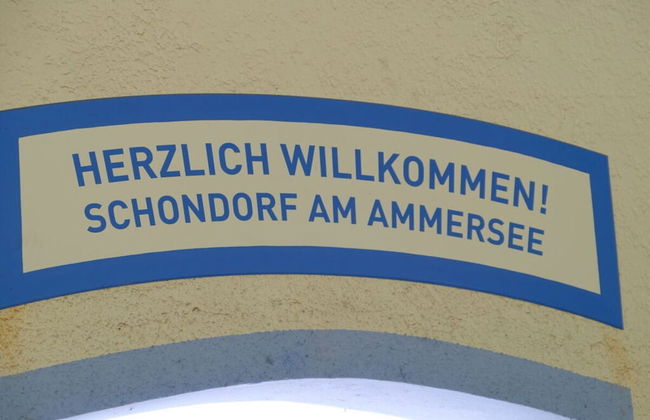 HERZLICH WILLKOMMEN!
SCHONDORF AM AMMERSEE